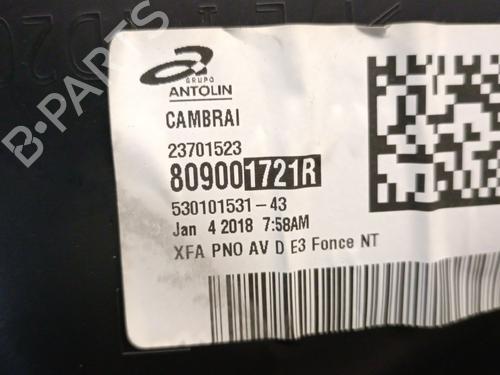 GRUPO
ANTOLIN
CAMBRAI
23701523
809001721R
530101531-43
Jan 4 2018 7:58AM
XFA PNO AV D E3 Fonce NT
B-PARTS